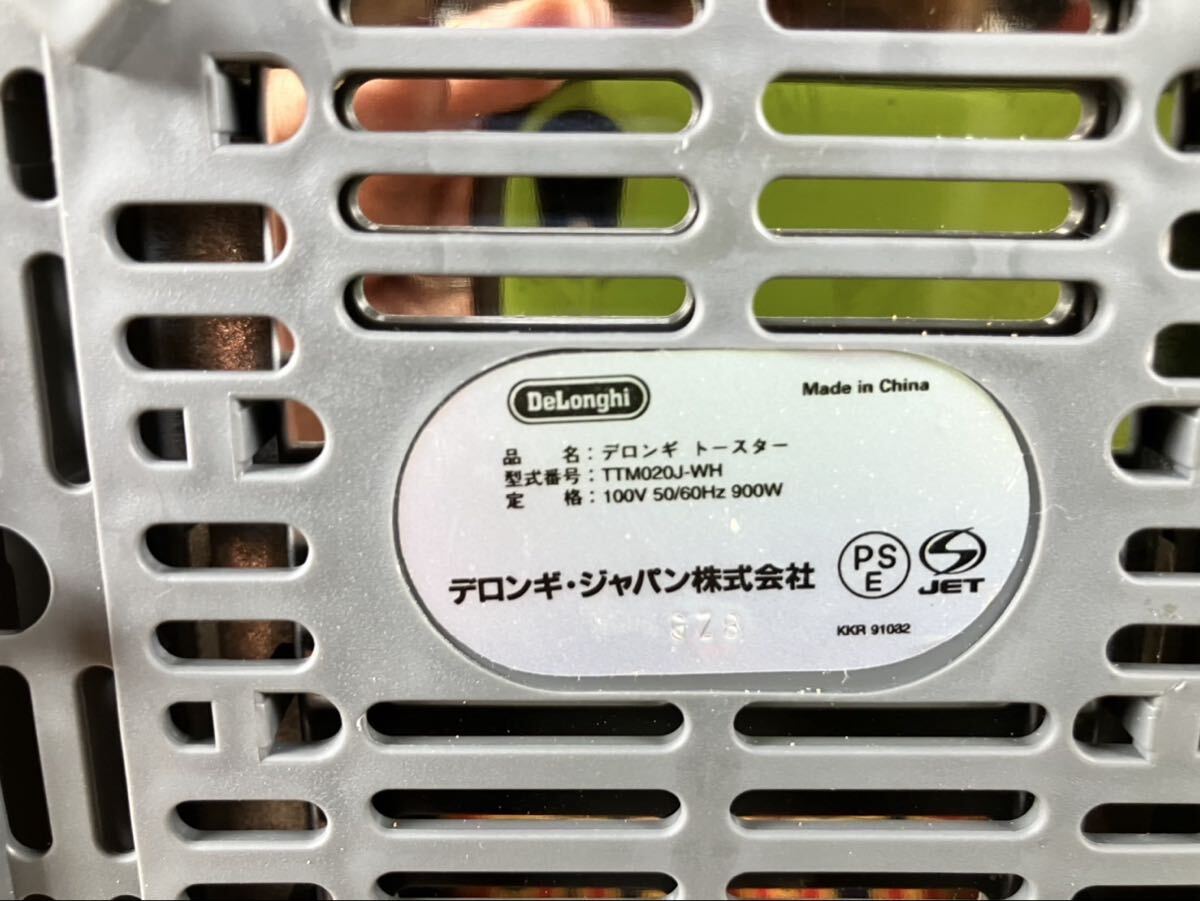 DeLonghi
Made in China
品 名：デロンギ トースター
型式番号：TTM020J-WH
定 格：100V 50/60Hz 900W
デロンギ・ジャパン株式会社
PS
E
JET
KKR 91032